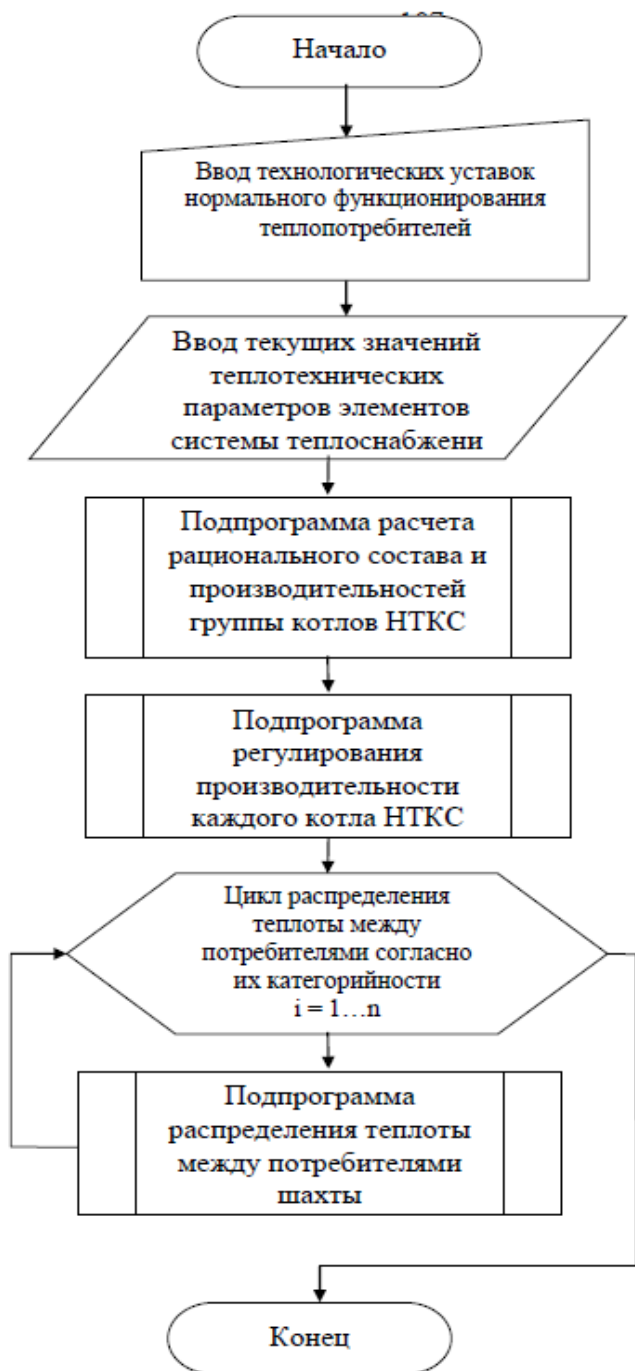 Начало
Ввод технологических уставок
нормального функционирования
теплопотребителей
Ввод текущих значений
теплотехнических
параметров элементов
системы теплоснабжени
Подпрограмма расчета
рационального состава и
производительностей
группы котлов НТКС
Подпрограмма
регулирования
производительности
каждого котла НТКС
Цикл распределения
теплоты между
потребителями согласно
их категорийности
i = 1…n
Подпрограмма
распределения теплоты
между потребителями
шахты
Конец